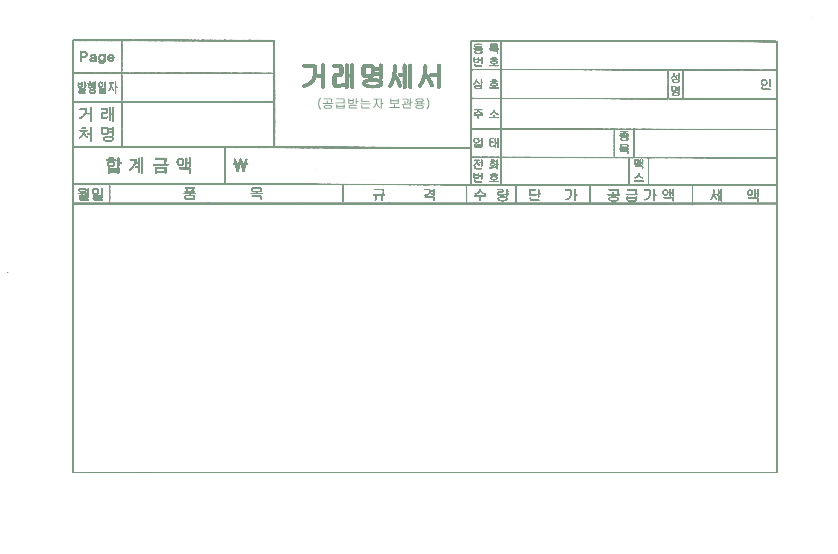 Page
발행일자
거래
처명
거래명세서
(공급받는자 보관용)
등록
번호
상호
성명
인
주소
업태
종목
전화
번호
팩스
합계금액 ₩
월일 품목 규격 수량 단가 공급가액 세액